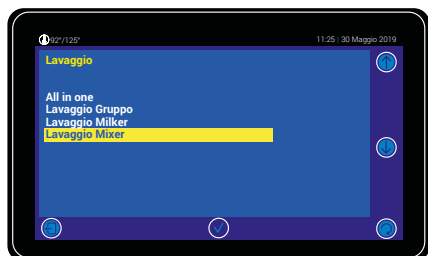 92°/125°
11:25 | 30 Maggio 2019
Lavaggio
All in one
Lavaggio Gruppo
Lavaggio Milker
Lavaggio Mixer